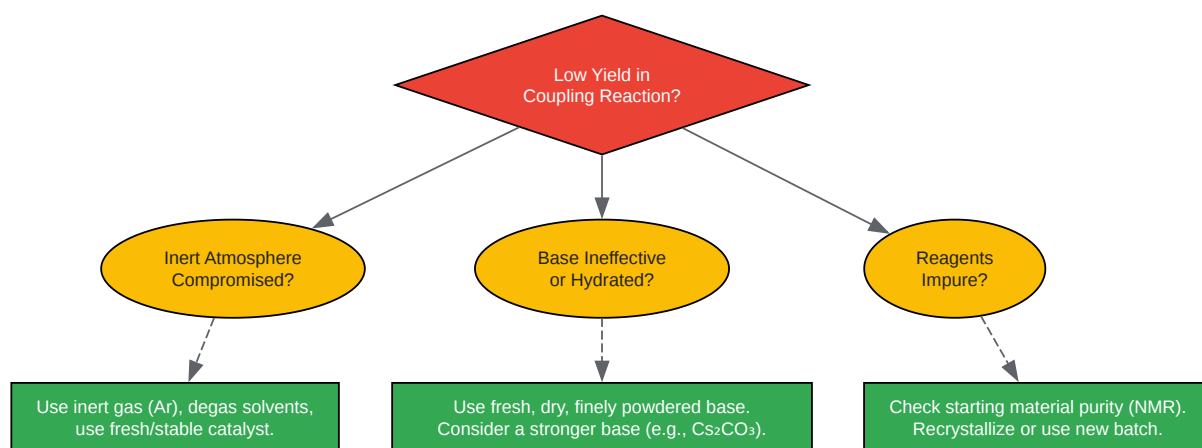 Low Yield in
Coupling Reaction?
Inert Atmosphere
Compromised?
Base Ineffective
or Hydrated?
Reagents
Impure?
Use inert gas (Ar), degas solvents,
use fresh/stable catalyst.
Use fresh, dry, finely powdered base.
Consider a stronger base (e.g., Cs₂CO₃).
Check starting material purity (NMR).
Recrystallize or use new batch.